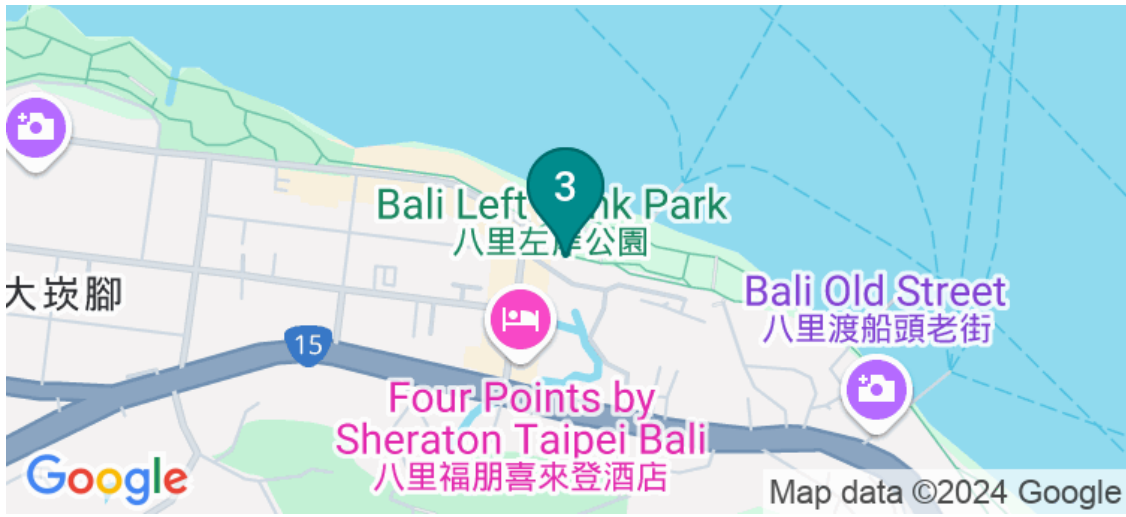 3
Bali Left nk Park
八里左岸公園
Bali Old Street
八里渡船頭老街
大崁腳
15
Four Points by
Sheraton Taipei Bali
八里福朋喜來登酒店
Google
Map data ©2024 Google